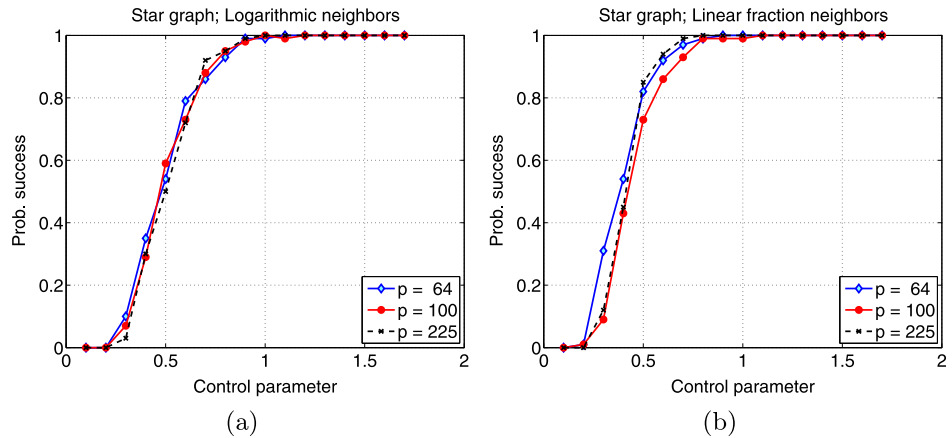 Star graph; Logarithmic neighbors
1
0.8
0.6
0.4
0.2
0
Prob. success
0 0.5 1 1.5 2
Control parameter
p = 64
p = 100
p = 225
(a)
Star graph; Linear fraction neighbors
1
0.8
0.6
0.4
0.2
0
Prob. success
0 0.5 1 1.5 2
Control parameter
p = 64
p = 100
p = 225
(b)